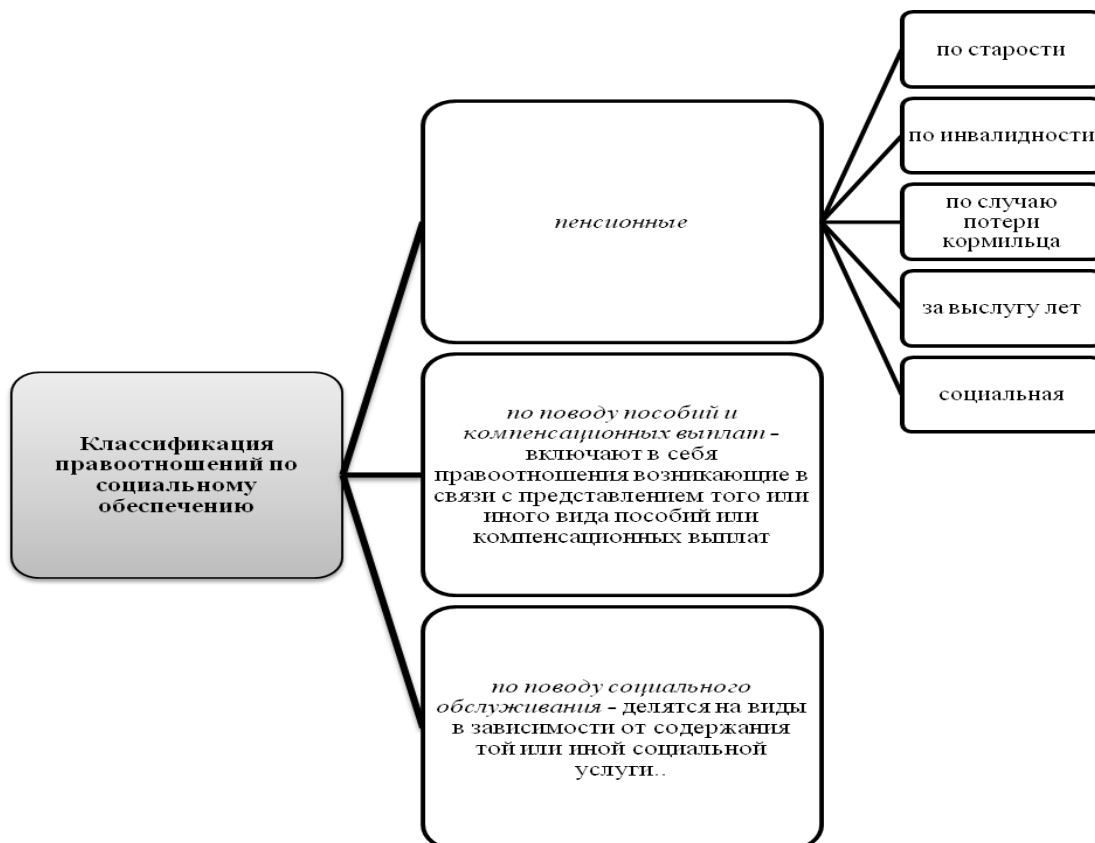 Классификация
правоотношений по
социальному
обеспечению
пенсионные
по старости
по инвалидности
по случаю
потери
кормильца
за выслугу лет
социальная
по поводу пособий и
компенсационных выплат -
включают в себя
правоотношения возникающие в
связи с представлением того или
иного вида пособий или
компенсационных выплат
по поводу социального
обслуживания - делятся на виды
в зависимости от содержания
той или иной социальной
услуги..